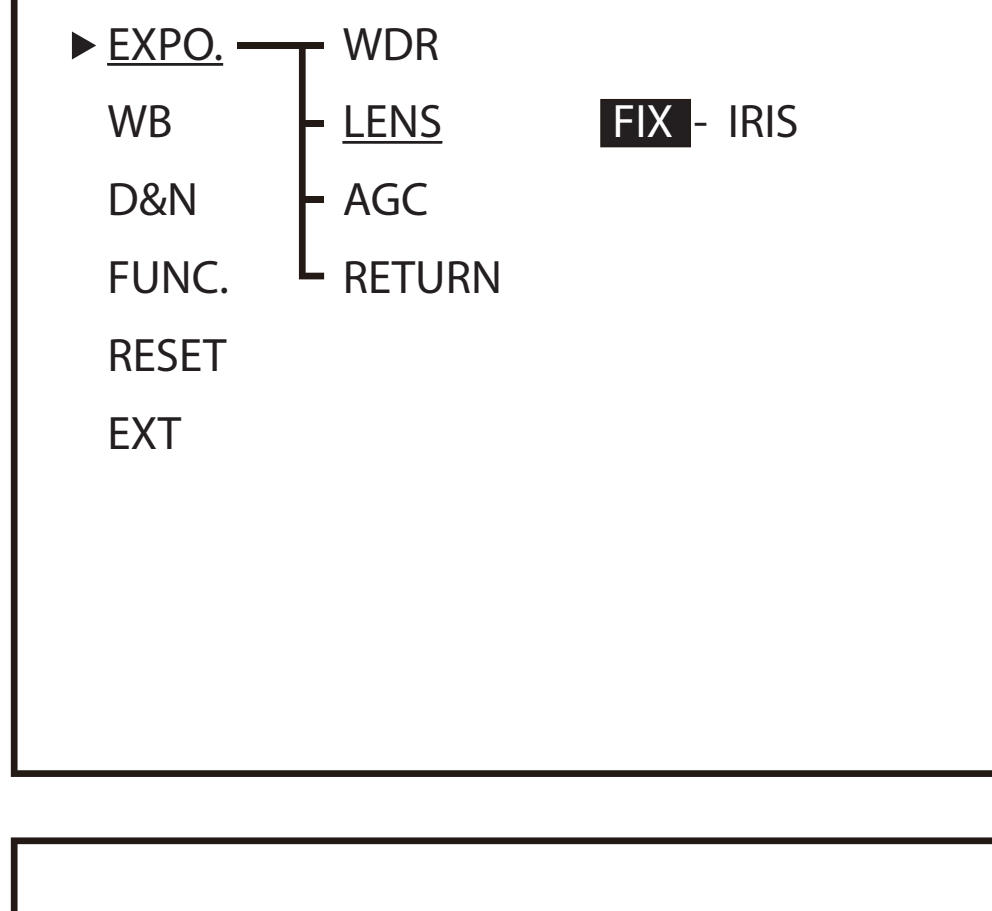 EXPO. WDR
WB LENS FIX - IRIS
D&N AGC
FUNC. RETURN
RESET
EXT